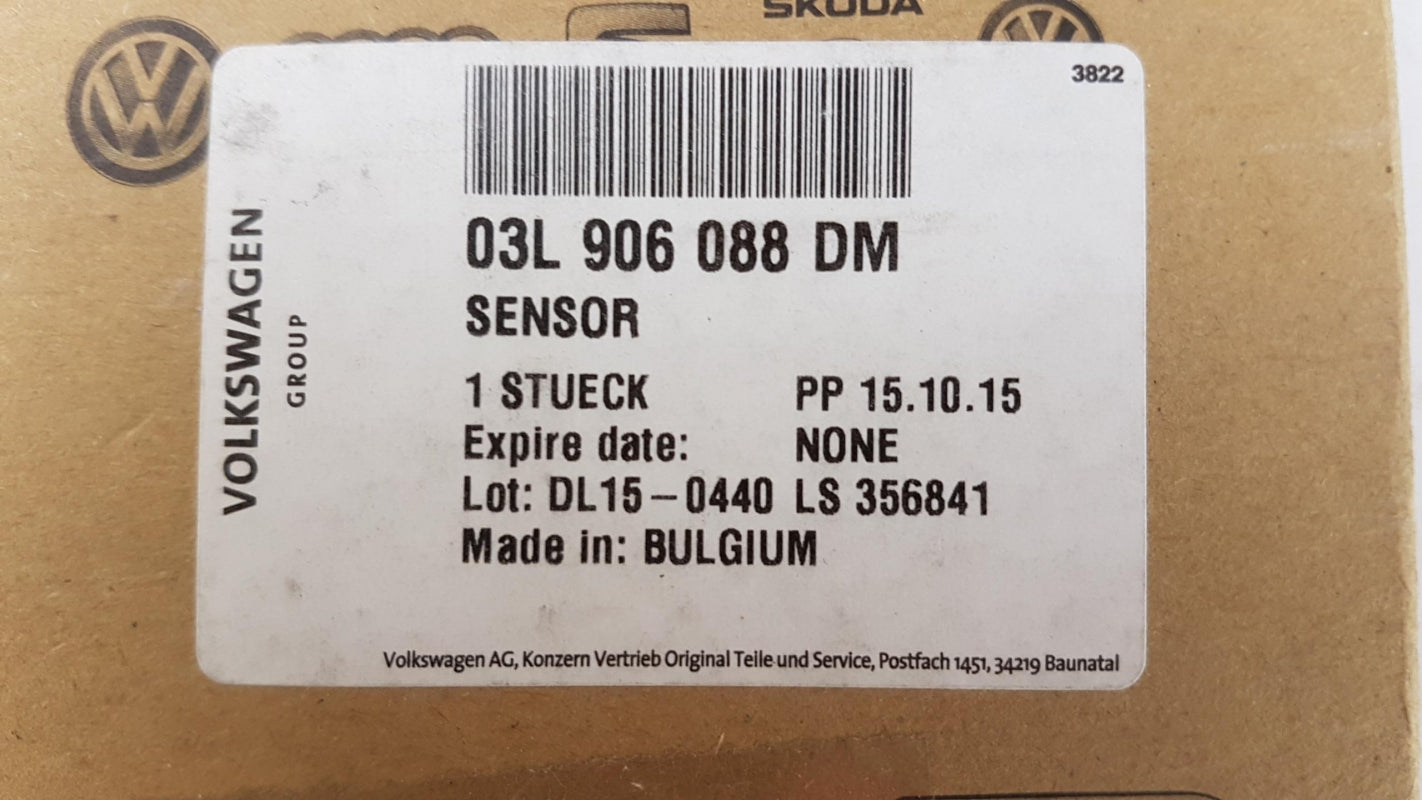 SKODA
3822
03L 906 088 DM
SENSOR
1 STUECK PP 15.10.15
Expire date: NONE
Lot: DL15-0440 LS 356841
Made in: BULGIUM
VOLKSWAGEN
GROUP
Volkswagen AG, Konzern Vertrieb Original Teile und Service, Postfach 1451, 34219 Baunatal